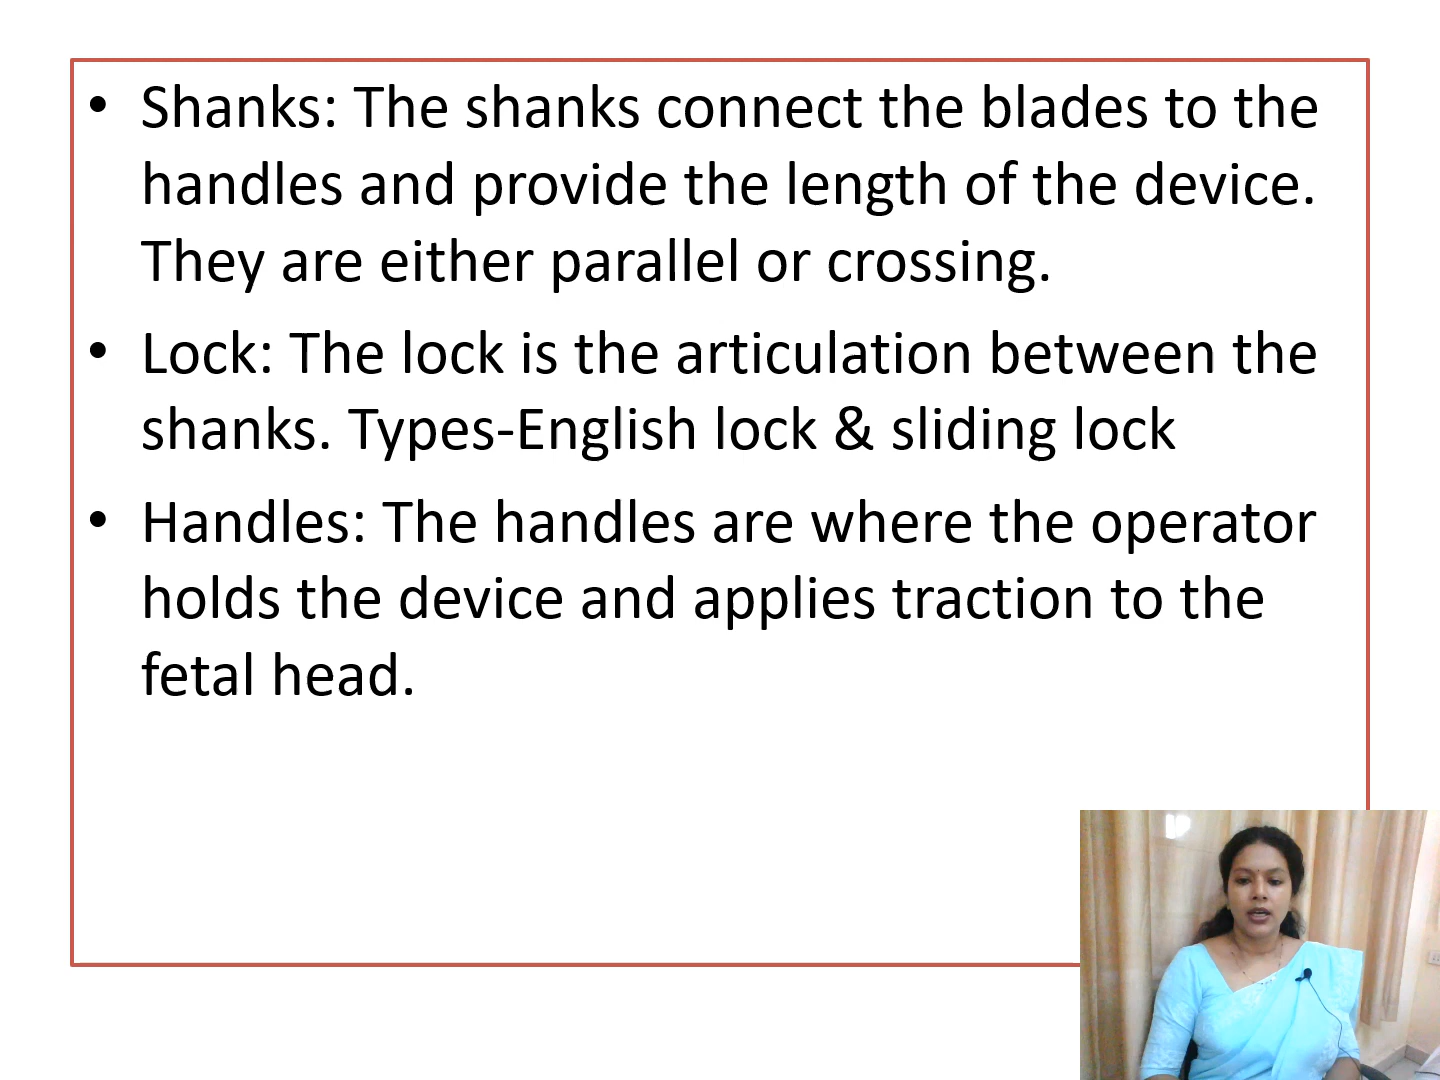 • Shanks: The shanks connect the blades to the
handles and provide the length of the device.
They are either parallel or crossing.
• Lock: The lock is the articulation between the
shanks. Types-English lock & sliding lock
• Handles: The handles are where the operator
holds the device and applies traction to the
fetal head.